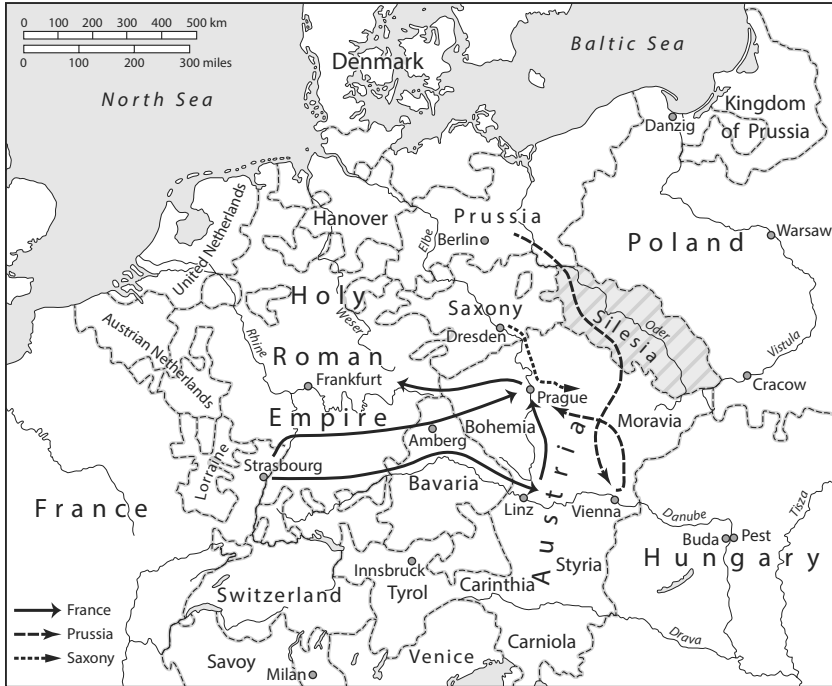 0 100 200 300 400 500 km
0 100 200 300 miles
North Sea
Baltic Sea
Denmark
Kingdom
of Prussia
Danzig
Hanover
Prussia
Berlin
Elbe
Warsaw
Poland
United Netherlands
Holy
Weser
Saxony
Dresden
Silesia
Oder
Austrian Netherlands
Rhine
Roman
Frankfurt
Vistula
Cracow
Prague
Empire
Amberg
Bohemia
Moravia
Lorraine
Strasbourg
Bavaria
France
Linz
Vienna
Austria
Danube
Tisza
Buda
Pest
Hungary
Innsbruck
Tyrol
Carinthia
Styria
Switzerland
France
Prussia
Saxony
Savoy
Milan
Venice
Carniola
Drava